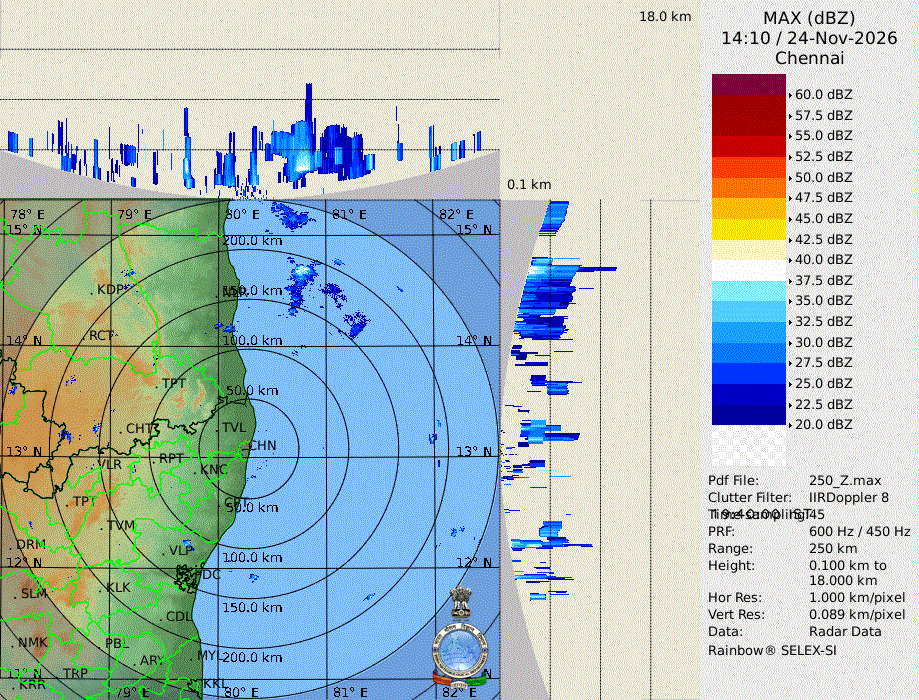 18.0 km
MAX (dBZ)
14:10 / 24-Nov-2026
Chennai
60.0 dBZ
57.5 dBZ
55.0 dBZ
52.5 dBZ
50.0 dBZ
47.5 dBZ
45.0 dBZ
42.5 dBZ
40.0 dBZ
37.5 dBZ
35.0 dBZ
32.5 dBZ
30.0 dBZ
27.5 dBZ
25.0 dBZ
22.5 dBZ
20.0 dBZ
0.1 km
78° E 79° E 80° E 81° E 82° E
15° N 15° N
200.0 km
KDP
150.0 km
RCT
100.0 km
14° N 14° N
TPT
50.0 km
CHT TVL
CHN
13° N 13° N
VLR RPT KNC
TPT
50.0 km
TVM
DRM VLP
100.0 km
12° N 12° N
PDC
SLM KLK
150.0 km
CDL
NMK PBL
ARY MYL 200.0 km
TRP
KRR KKL
79° E 80° E 81° E 82° E
Pdf File: 250_Z.max
Clutter Filter: IIRDoppler 8
Time sampling: 45
PRF: 600 Hz / 450 Hz
Range: 250 km
Height: 0.100 km to
18.000 km
Hor Res: 1.000 km/pixel
Vert Res: 0.089 km/pixel
Data: Radar Data
Rainbow® SELEX-SI